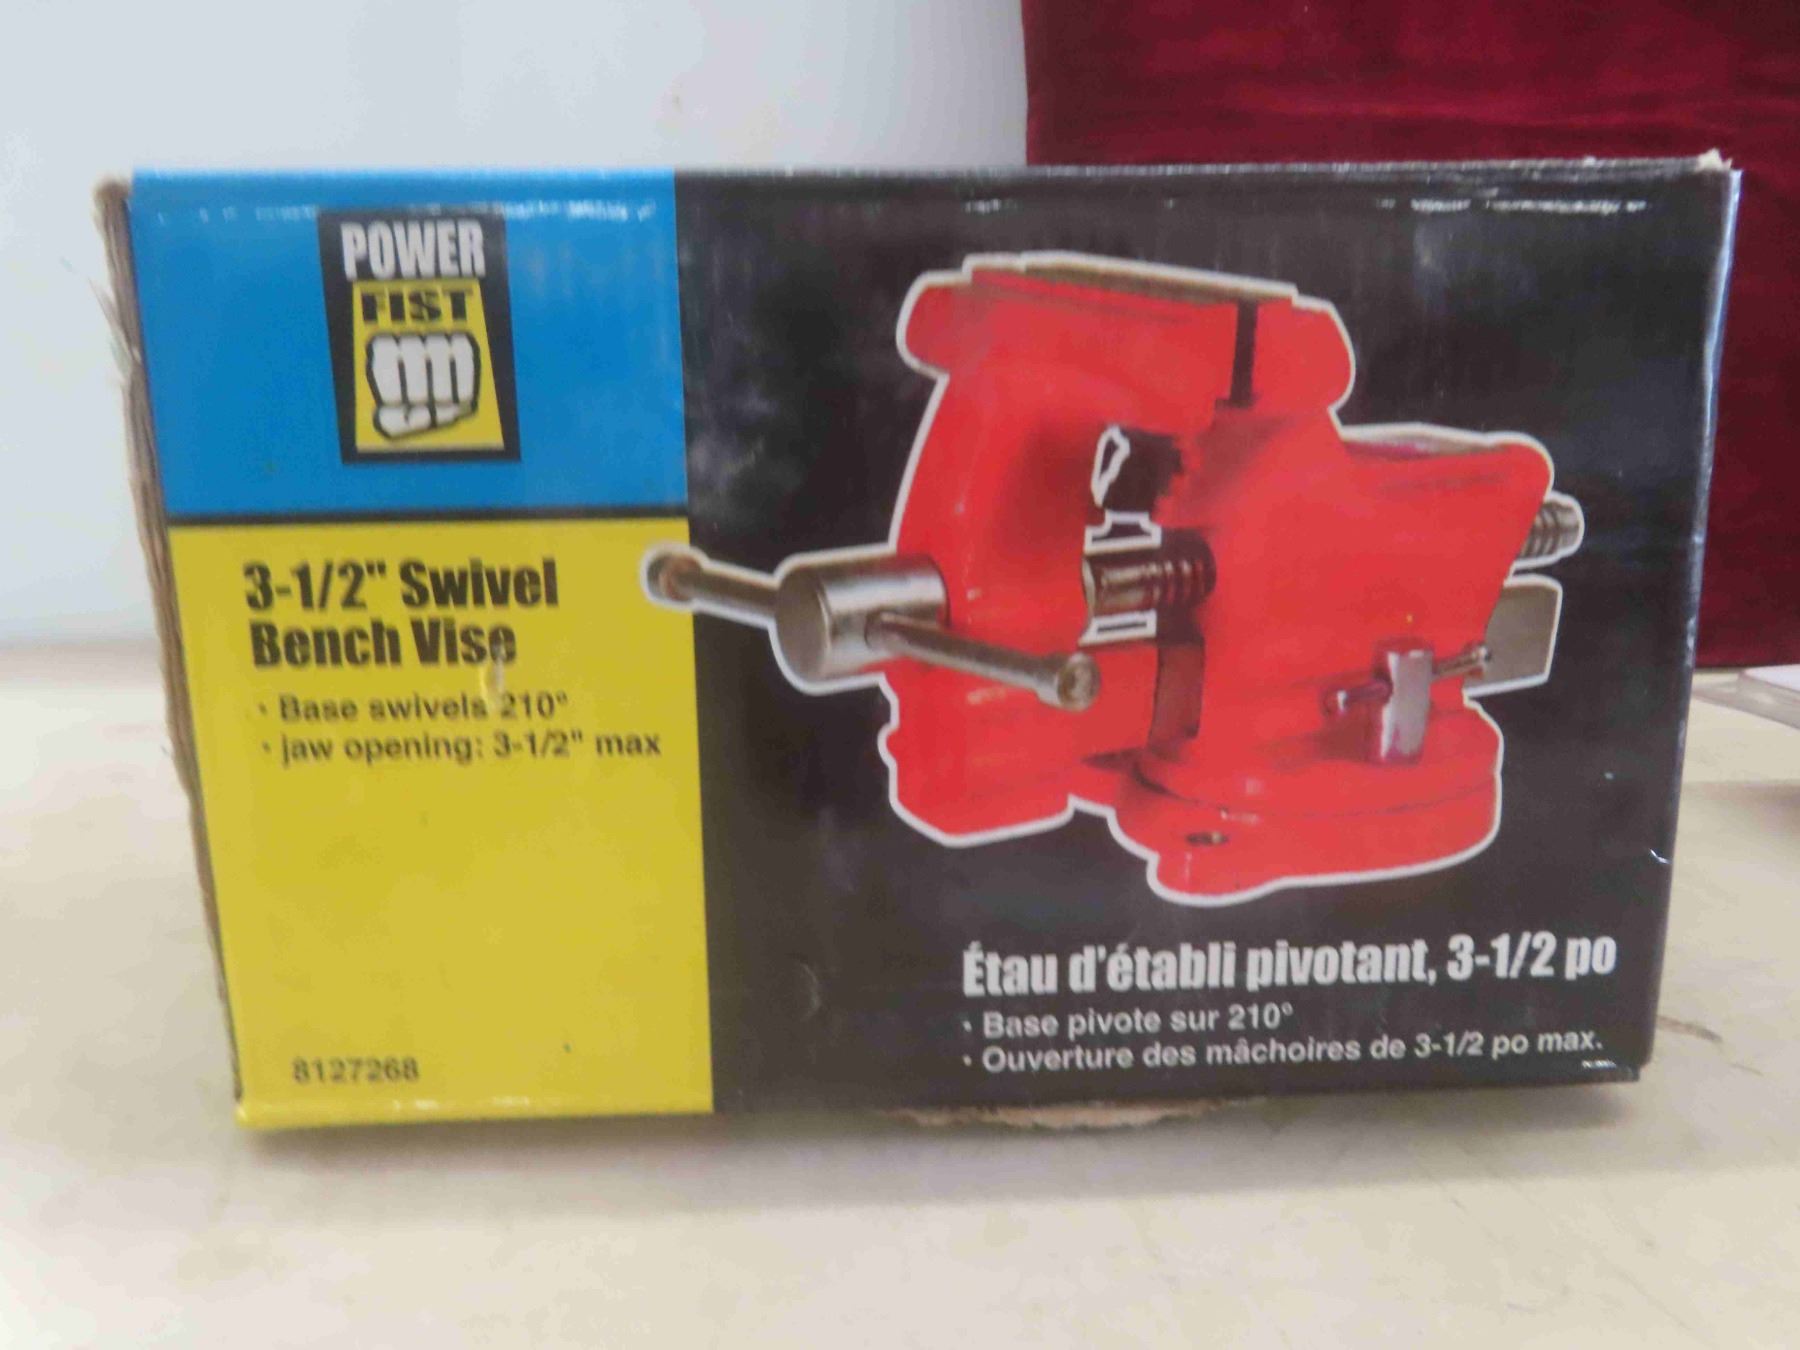 POWER
FIST
3-1/2" Swivel
Bench Vise
• Base swivels 210°
• jaw opening: 3-1/2" max
8127268
Étau d'établi pivotant, 3-1/2 po
• Base pivote sur 210°
• Ouverture des mâchoires de 3-1/2 po max.